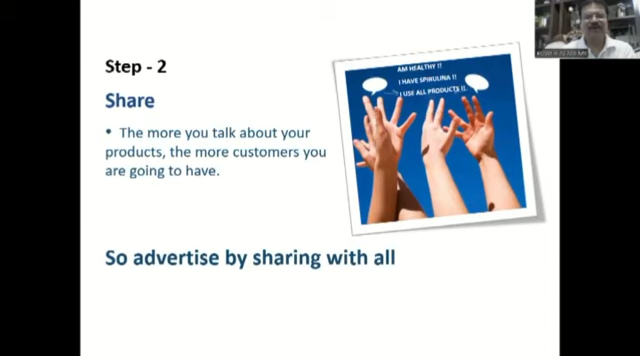 Step - 2
Share
• The more you talk about your
products, the more customers you
are going to have.
AM HEALTHY !!
I HAVE SPIRULINA !!
I USE ALL PRODUCTS !!
So advertise by sharing with all